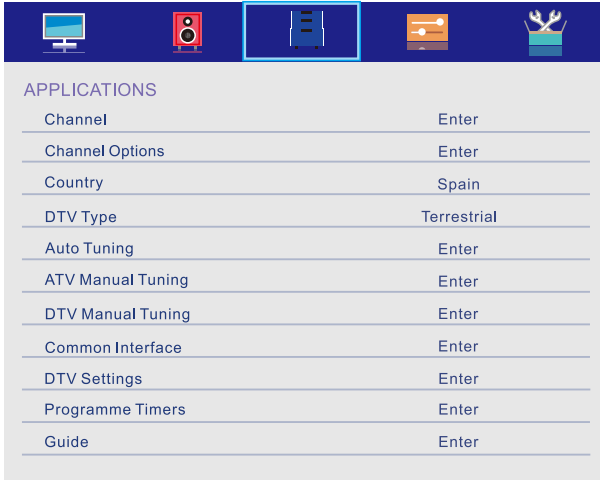 APPLICATIONS
Channel Enter
Channel Options Enter
Country Spain
DTV Type Terrestrial
Auto Tuning Enter
ATV Manual Tuning Enter
DTV Manual Tuning Enter
Common Interface Enter
DTV Settings Enter
Programme Timers Enter
Guide Enter